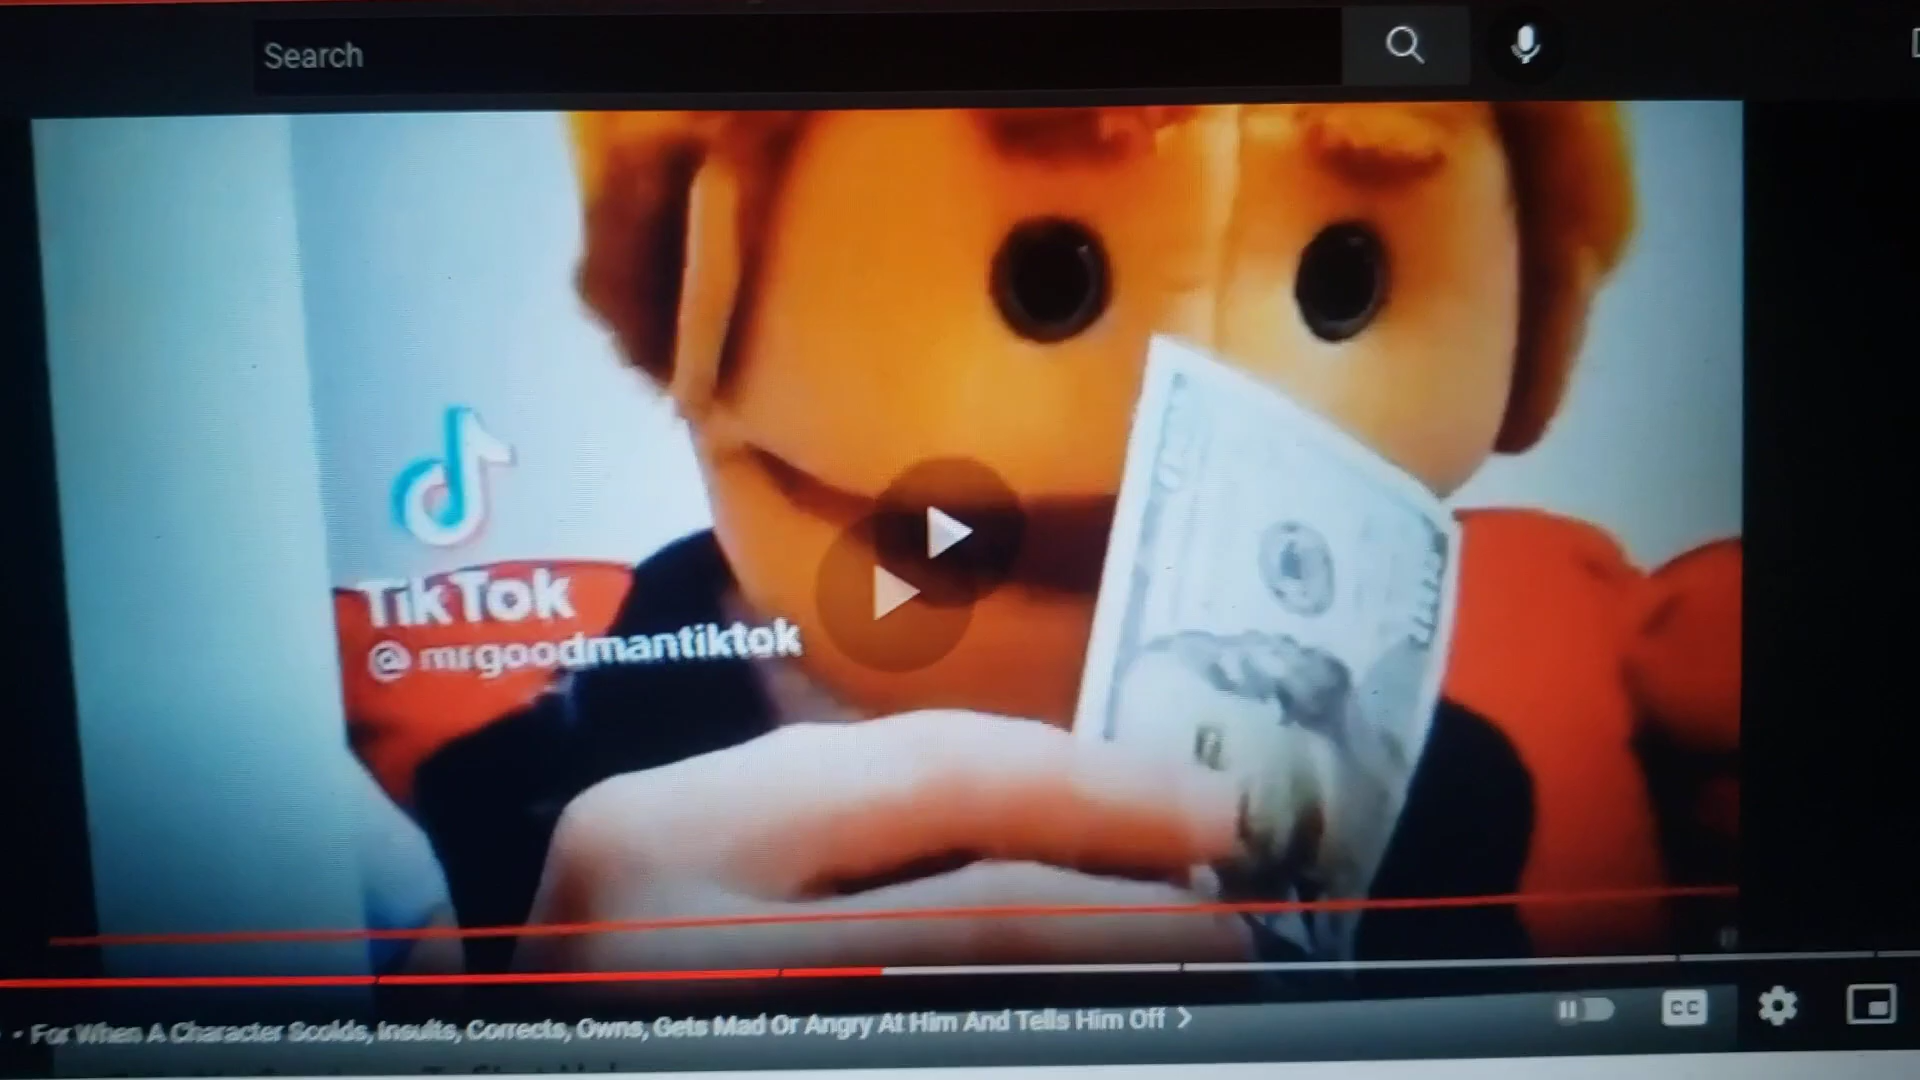 Search
TikTok
@mrgoodmantiktok
• For When A Character Scolds, Insults, Corrects, Owns, Gets Mad Or Angry At Him And Tells Him Off >
CC